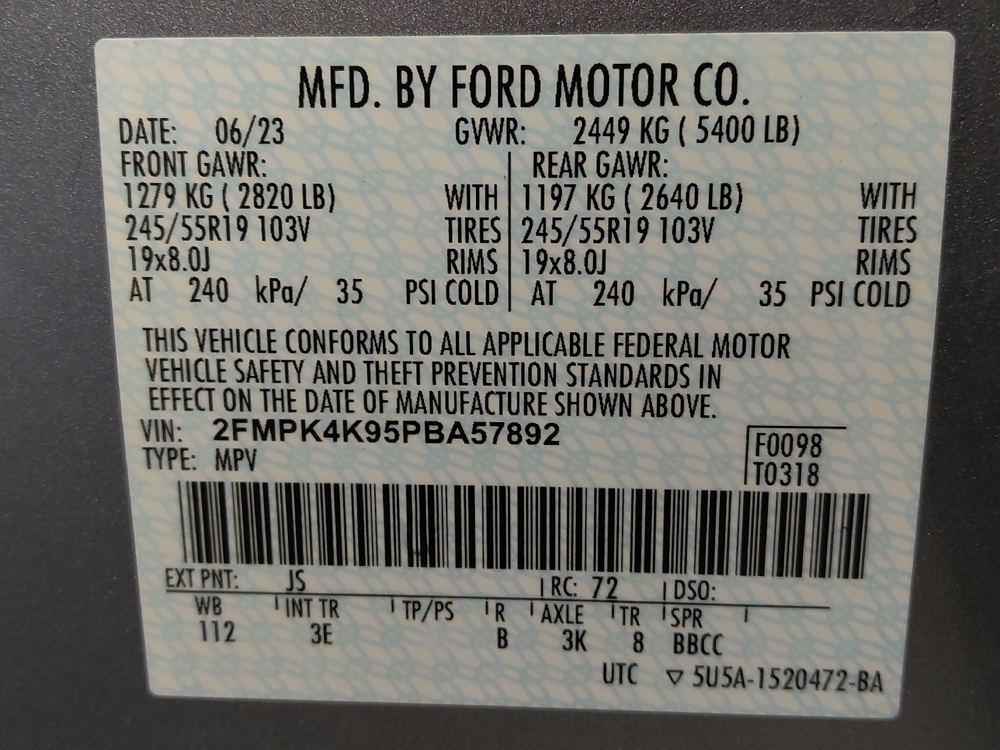 MFD. BY FORD MOTOR CO.
DATE: 06/23 GVWR: 2449 KG ( 5400 LB)
FRONT GAWR: REAR GAWR:
1279 KG ( 2820 LB) WITH 1197 KG ( 2640 LB) WITH
245/55R19 103V TIRES 245/55R19 103V TIRES
19x8.0J RIMS 19x8.0J RIMS
AT 240 kPa/ 35 PSI COLD AT 240 kPa/ 35 PSI COLD
THIS VEHICLE CONFORMS TO ALL APPLICABLE FEDERAL MOTOR
VEHICLE SAFETY AND THEFT PREVENTION STANDARDS IN
EFFECT ON THE DATE OF MANUFACTURE SHOWN ABOVE.
VIN: 2FMPK4K95PBA57892
TYPE: MPV
F0098
T0318
EXT PNT: JS RC: 72 DSO:
WB INT TR TP/PS R AXLE TR SPR
112 3E B 3K 8 BBCC
UTC ▽ 5U5A-1520472-BA